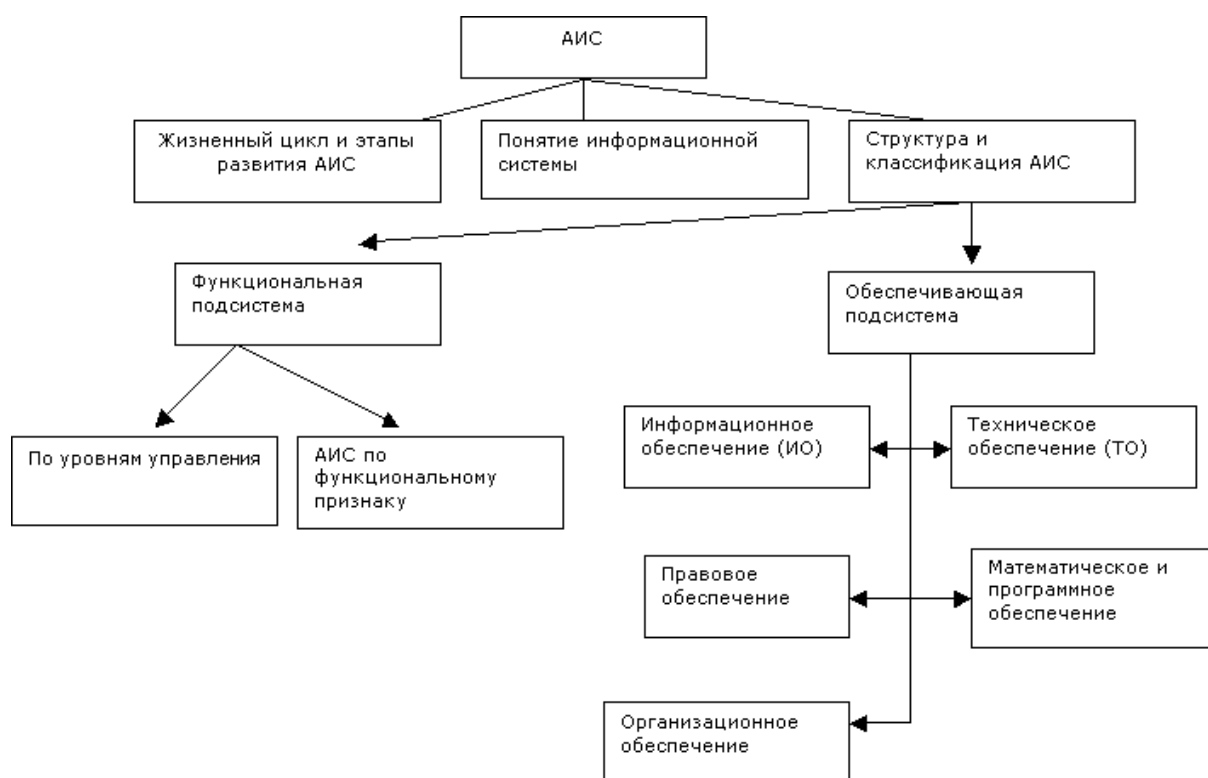 АИС
Жизненный цикл и этапы
развития АИС
Понятие информационной
системы
Структура и
классификация АИС
Функциональная
подсистема
Обеспечивающая
подсистема
По уровням управления
АИС по
функциональному
признаку
Информационное
обеспечение (ИО)
Техническое
обеспечение (ТО)
Правовое
обеспечение
Математическое и
программное
обеспечение
Организационное
обеспечение